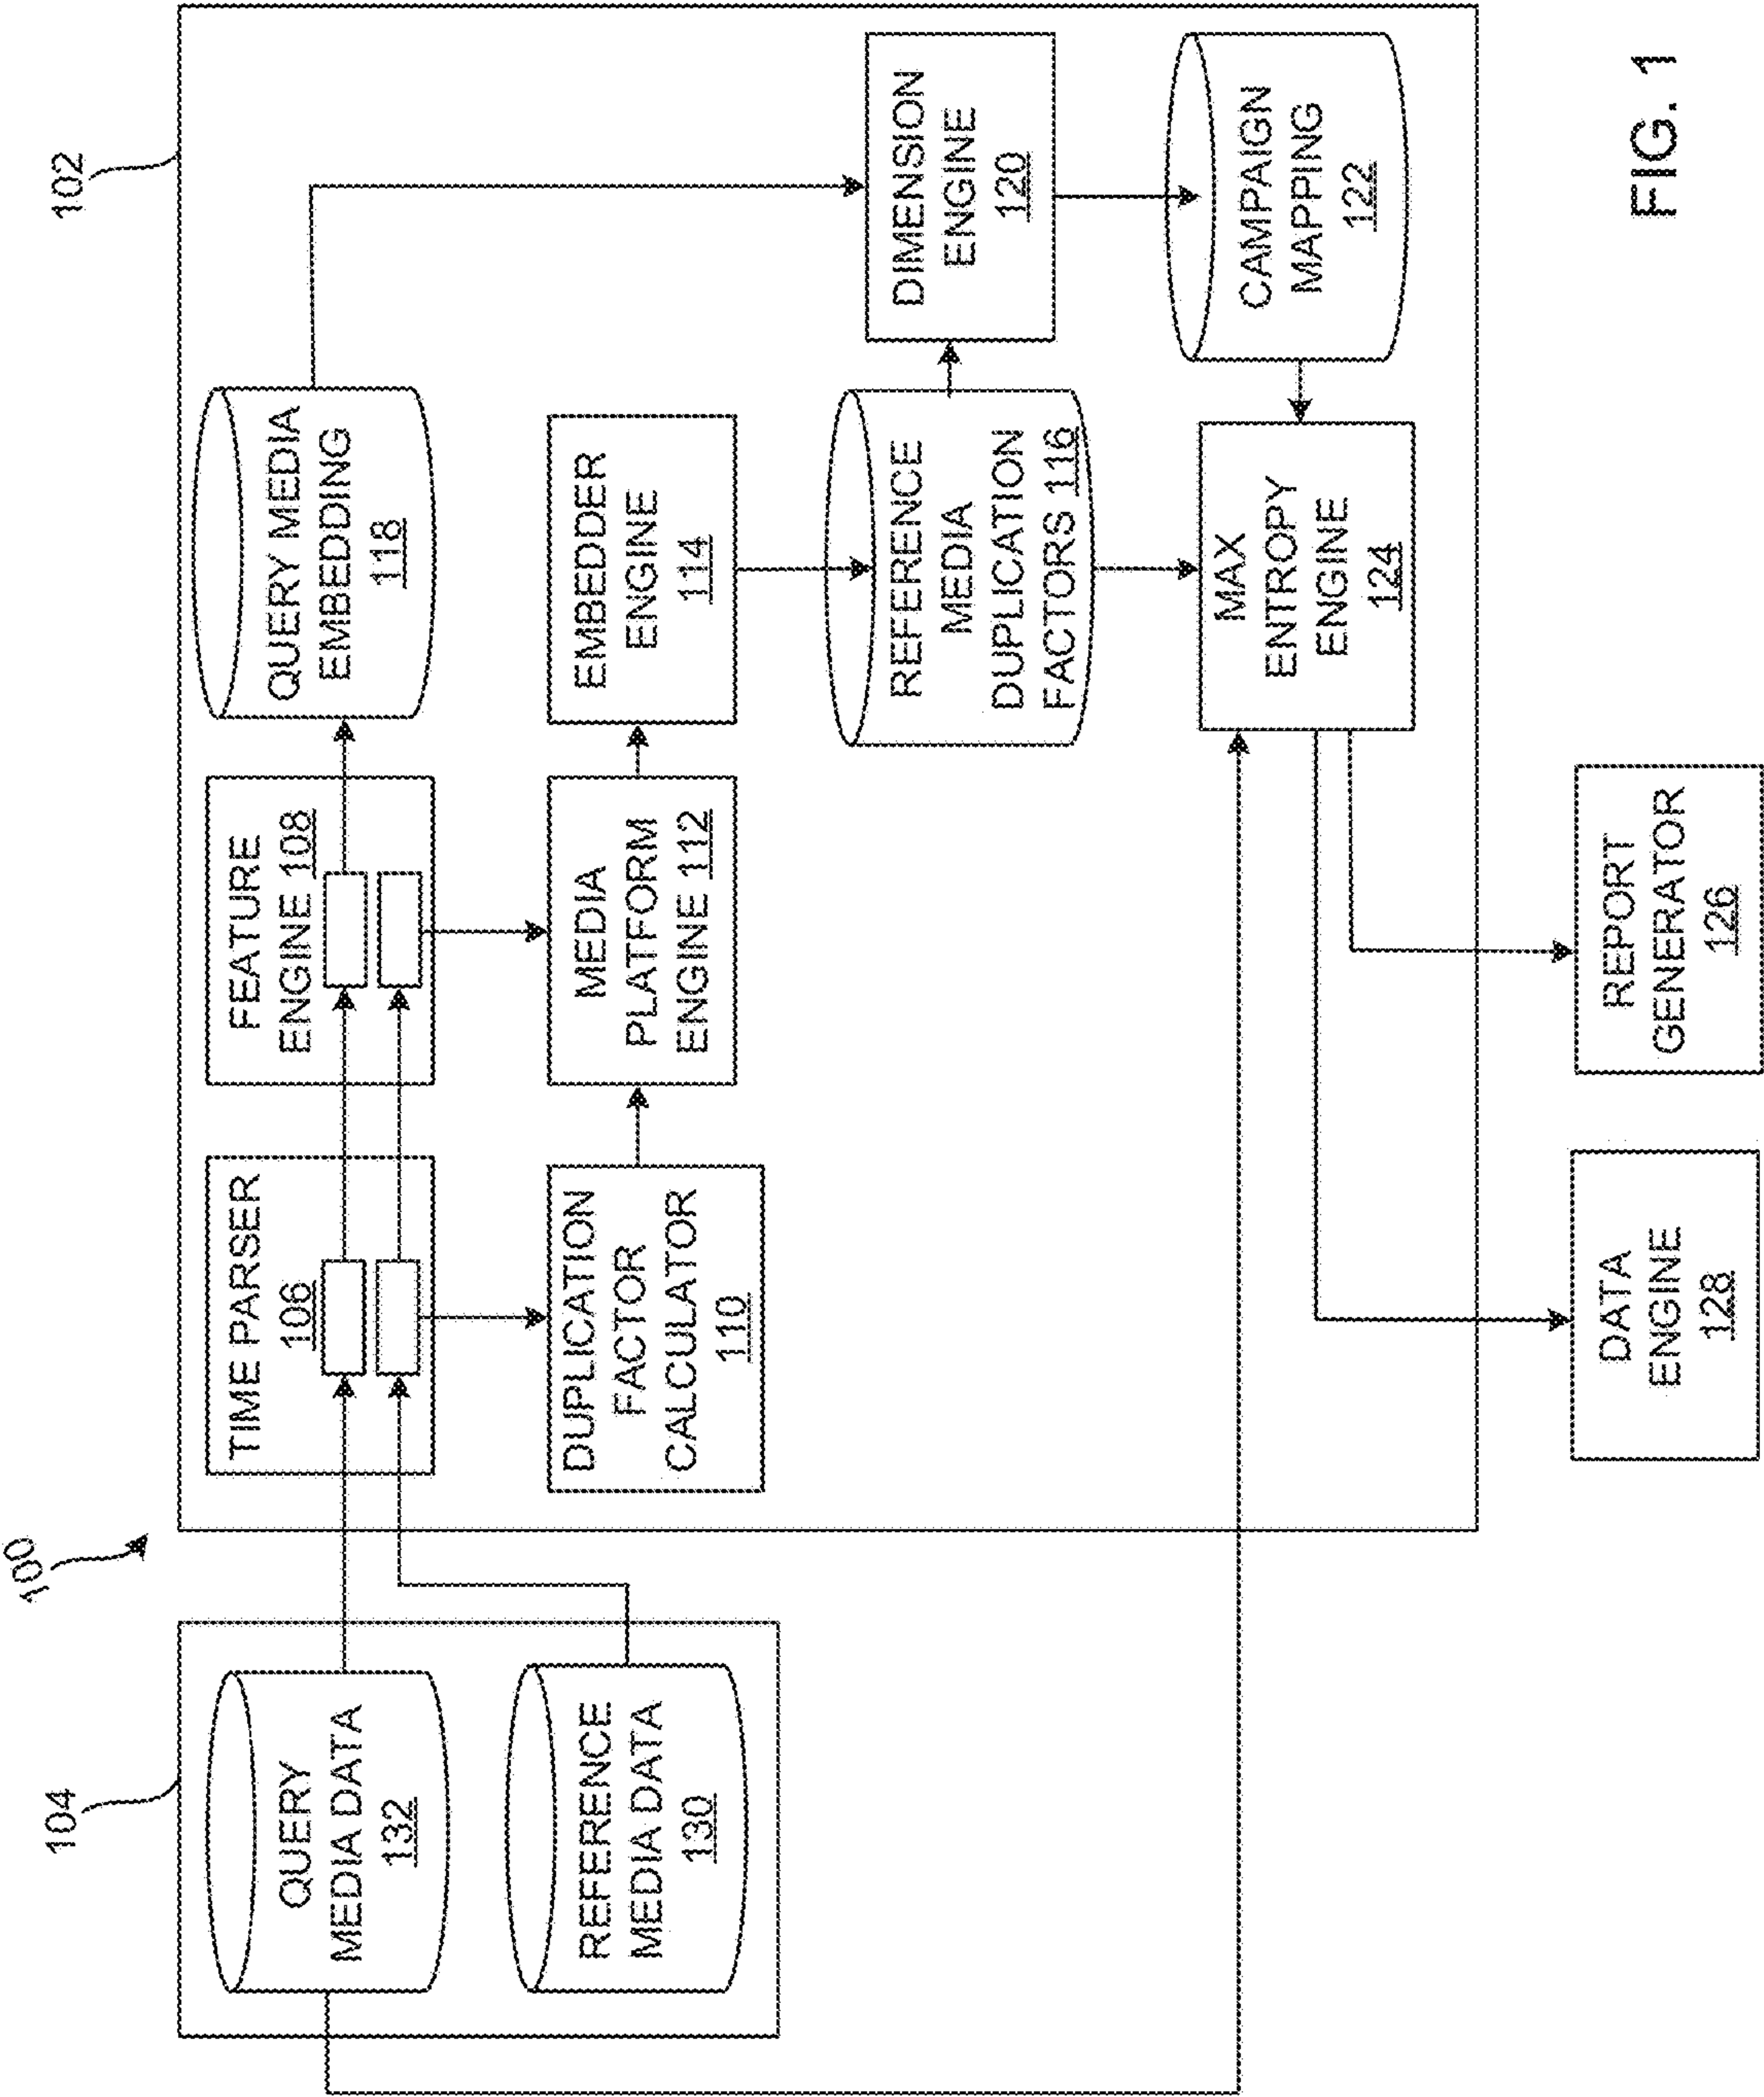 100
102
104
QUERY
MEDIA DATA
132
REFERENCE
MEDIA DATA
130
TIME PARSER
106
FEATURE
ENGINE 108
QUERY MEDIA
EMBEDDING
118
DUPLICATION
FACTOR
CALCULATOR
110
MEDIA
PLATFORM
ENGINE 112
EMBEDDER
ENGINE
114
REFERENCE
MEDIA
DUPLICATION
FACTORS 116
DIMENSION
ENGINE
120
MAX
ENTROPY
ENGINE
124
CAMPAIGN
MAPPING
122
DATA
ENGINE
128
REPORT
GENERATOR
126
FIG. 1